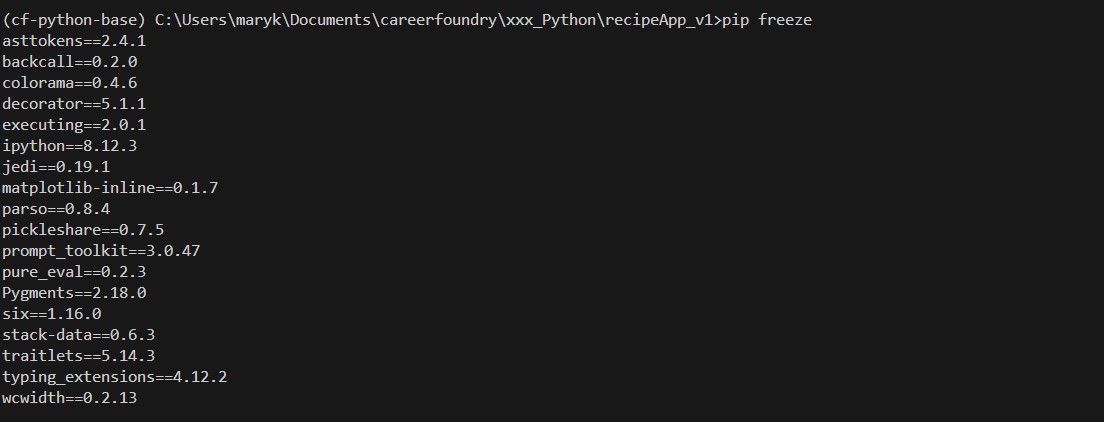 (cf-python-base) C:\Users\maryk\Documents\careerfoundry\xxx_Python\recipeApp_v1>pip freeze
asttokens==2.4.1
backcall==0.2.0
colorama==0.4.6
decorator==5.1.1
executing==2.0.1
ipython==8.12.3
jedi==0.19.1
matplotlib-inline==0.1.7
parso==0.8.4
pickleshare==0.7.5
prompt_toolkit==3.0.47
pure_eval==0.2.3
Pygments==2.18.0
six==1.16.0
stack-data==0.6.3
traitlets==5.14.3
typing_extensions==4.12.2
wcwidth==0.2.13